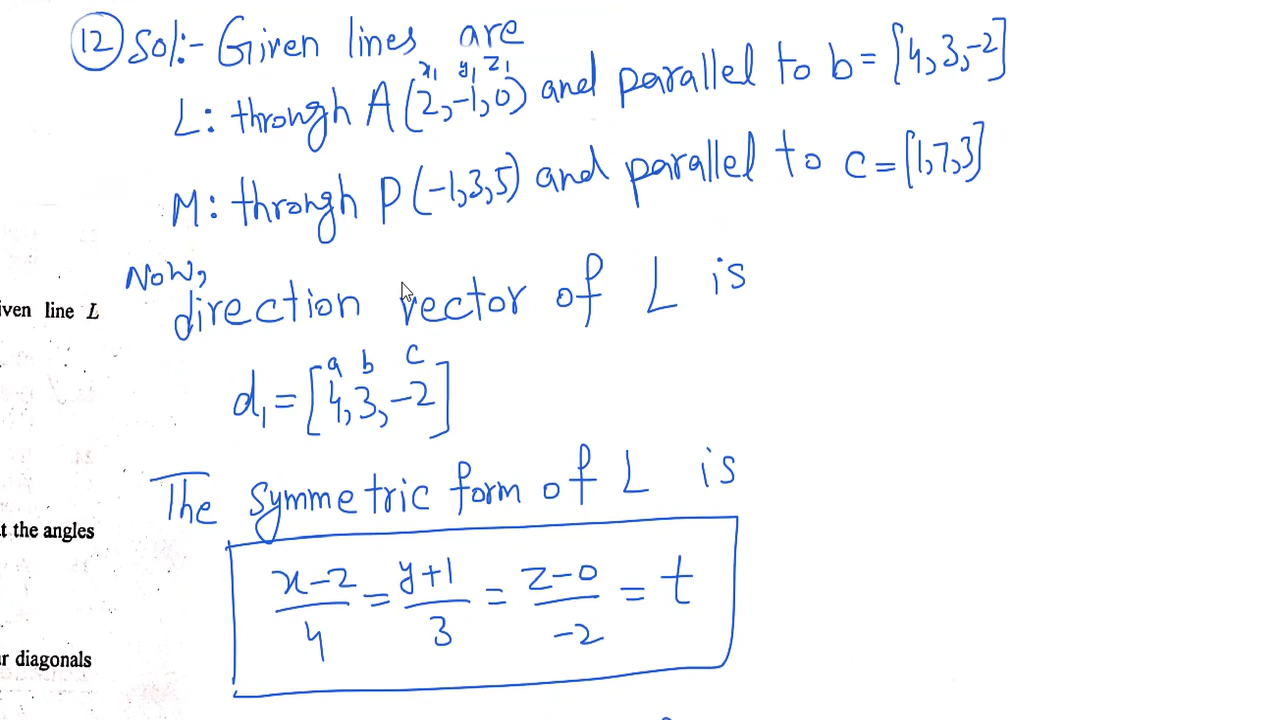 12 Sol:- Given lines are
x₁ y₁ z₁
L: through A(2,-1,0) and parallel to b = [4,3,-2]
M: through P(-1,3,5) and parallel to c = [1,7,3]
Now,
direction vector of L is
iven line L
a b c
d₁ = [4,3,-2]
The symmetric form of L is
t the angles
x-2/4 = y+1/3 = z-0/-2 = t
r diagonals